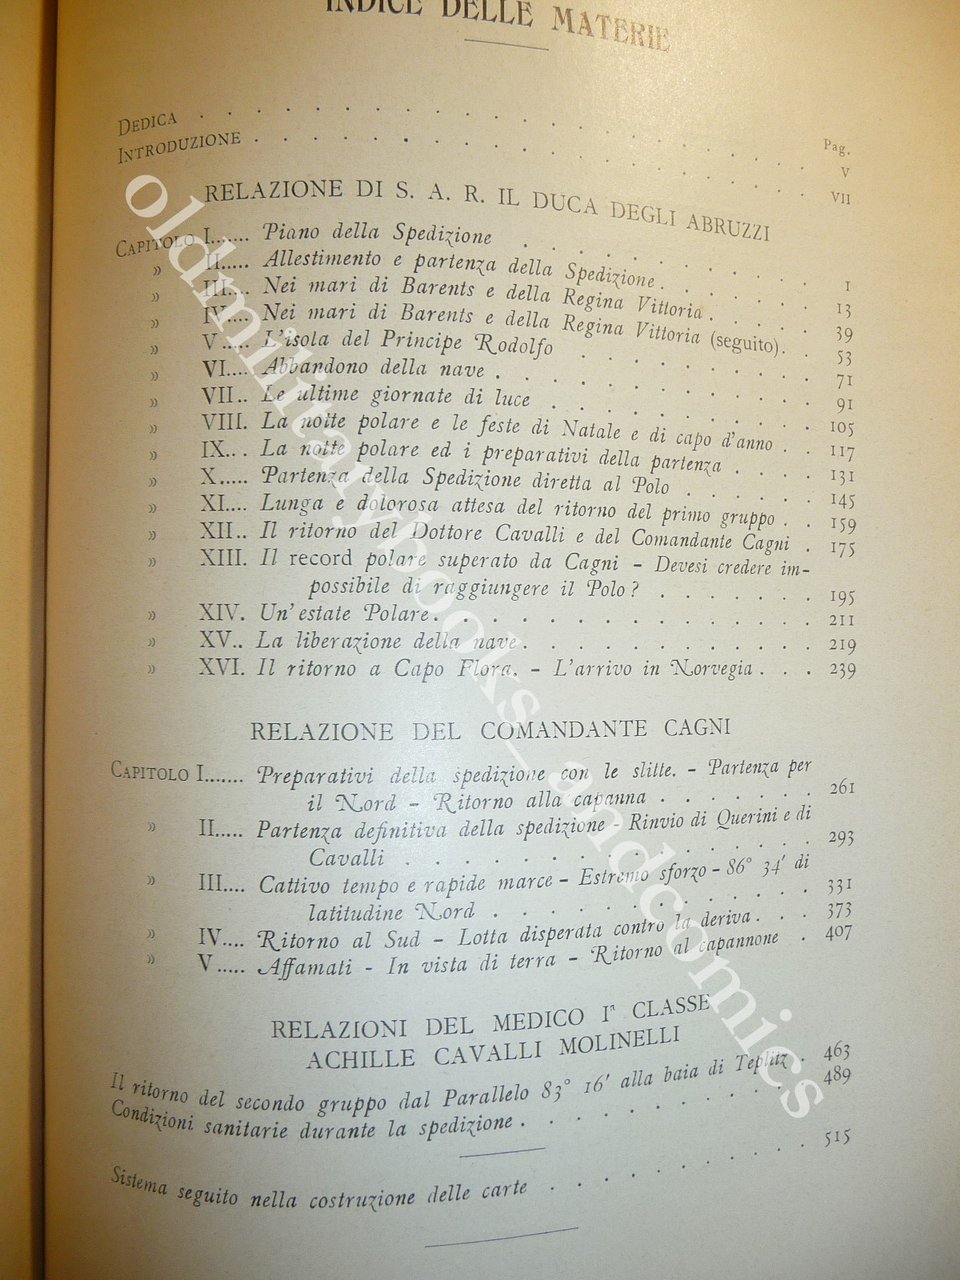 INDICE DELLE MATERIE
Pag.
DEDICA . . . . . . . . . . . . . . . . . . . . V
INTRODUZIONE . . . . . . . . . . . . . . . . . . . VII
RELAZIONE DI S. A. R. IL DUCA DEGLI ABRUZZI
CAPITOLO I....... Piano della Spedizione . . . . . . . . . . 1
» II..... Allestimento e partenza della Spedizione . . . . . . 13
» III.... Nei mari di Barents e della Regina Vittoria . . . . . 39
» IV.... Nei mari di Barents e della Regina Vittoria (seguito). . 53
» V..... L'isola del Principe Rodolfo . . . . . . . . . 71
» VI.... Abbandono della nave . . . . . . . . . . . 91
» VII.. Le ultime giornate di luce . . . . . . . . . . 105
» VIII. La notte polare e le feste di Natale e di capo d'anno . . 117
» IX... La notte polare ed i preparativi della partenza . . . . 131
» X..... Partenza della Spedizione diretta al Polo . . . . . 145
» XI.... Lunga e dolorosa attesa del ritorno del primo gruppo . . 159
» XII.. Il ritorno del Dottore Cavalli e del Comandante Cagni . 175
» XIII. Il record polare superato da Cagni – Devesi credere im-
possibile di raggiungere il Polo? . . . . . . . 195
» XIV. Un' estate Polare . . . . . . . . . . . . . 211
» XV.. La liberazione della nave . . . . . . . . . . 219
» XVI. Il ritorno a Capo Flora. – L'arrivo in Norvegia . . . 239
RELAZIONE DEL COMANDANTE CAGNI
CAPITOLO I....... Preparativi della spedizione con le slitte. – Partenza per
il Nord – Ritorno alla capanna . . . . . . . 261
» II..... Partenza definitiva della spedizione – Rinvio di Querini e di
Cavalli . . . . . . . . . . . . . . 293
» III.... Cattivo tempo e rapide marce – Estremo sforzo – 86° 34' di
latitudine Nord . . . . . . . . . . . . 331
» IV.... Ritorno al Sud – Lotta disperata contro la deriva . . . 373
» V..... Affamati – In vista di terra – Ritorno al capannone . 407
RELAZIONI DEL MEDICO Iª CLASSE
ACHILLE CAVALLI MOLINELLI
Il ritorno del secondo gruppo dal Parallelo 83° 16' alla baia di Teplitz . 463
Condizioni sanitarie durante la spedizione . . . . . . . . . 489
Sistema seguito nella costruzione delle carte . . . . . . . . 515
oldmilitarybooks_andcomics